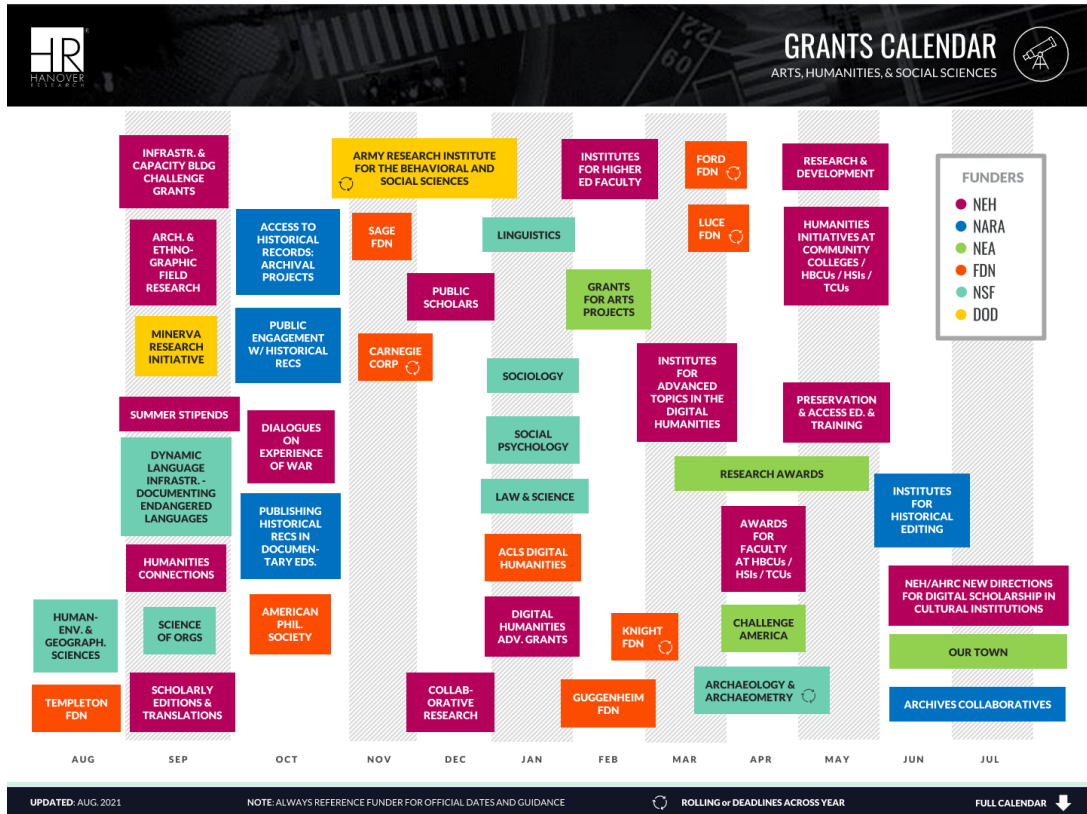 HR
®
HANOVER
RESEARCH
GRANTS CALENDAR
ARTS, HUMANITIES, & SOCIAL SCIENCES
60
INFRASTR. &
CAPACITY BLDG
CHALLENGE
GRANTS
ARCH. &
ETHNO-
GRAPHIC
FIELD
RESEARCH
MINERVA
RESEARCH
INITIATIVE
SUMMER STIPENDS
DYNAMIC
LANGUAGE
INFRASTR. -
DOCUMENTING
ENDANGERED
LANGUAGES
HUMANITIES
CONNECTIONS
HUMAN-
ENV. &
GEOGRAPH.
SCIENCES
SCIENCE
OF ORGS
TEMPLETON
FDN
SCHOLARLY
EDITIONS &
TRANSLATIONS
ACCESS TO
HISTORICAL
RECORDS:
ARCHIVAL
PROJECTS
PUBLIC
ENGAGEMENT
W/ HISTORICAL
RECS
DIALOGUES
ON
EXPERIENCE
OF WAR
PUBLISHING
HISTORICAL
RECS IN
DOCUMEN-
TARY EDS.
AMERICAN
PHIL.
SOCIETY
ARMY RESEARCH INSTITUTE
FOR THE BEHAVIORAL AND
SOCIAL SCIENCES
SAGE
FDN
CARNEGIE
CORP
PUBLIC
SCHOLARS
COLLAB-
ORATIVE
RESEARCH
LINGUISTICS
SOCIOLOGY
SOCIAL
PSYCHOLOGY
LAW & SCIENCE
ACLS DIGITAL
HUMANITIES
DIGITAL
HUMANITIES
ADV. GRANTS
INSTITUTES
FOR HIGHER
ED FACULTY
GRANTS
FOR ARTS
PROJECTS
KNIGHT
FDN
GUGGENHEIM
FDN
FORD
FDN
LUCE
FDN
INSTITUTES
FOR
ADVANCED
TOPICS IN THE
DIGITAL
HUMANITIES
RESEARCH AWARDS
AWARDS
FOR
FACULTY
AT HBCUs /
HSIs / TCUs
CHALLENGE
AMERICA
ARCHAEOLOGY &
ARCHAEOMETRY
RESEARCH &
DEVELOPMENT
HUMANITIES
INITIATIVES AT
COMMUNITY
COLLEGES /
HBCUs / HSIs /
TCUs
PRESERVATION
& ACCESS ED. &
TRAINING
INSTITUTES
FOR
HISTORICAL
EDITING
NEH/AHRC NEW DIRECTIONS
FOR DIGITAL SCHOLARSHIP IN
CULTURAL INSTITUTIONS
OUR TOWN
ARCHIVES COLLABORATIVES
FUNDERS
NEH
NARA
NEA
FDN
NSF
DOD
AUG
SEP
OCT
NOV
DEC
JAN
FEB
MAR
APR
MAY
JUN
JUL
UPDATED: AUG. 2021
NOTE: ALWAYS REFERENCE FUNDER FOR OFFICIAL DATES AND GUIDANCE
ROLLING or DEADLINES ACROSS YEAR
FULL CALENDAR